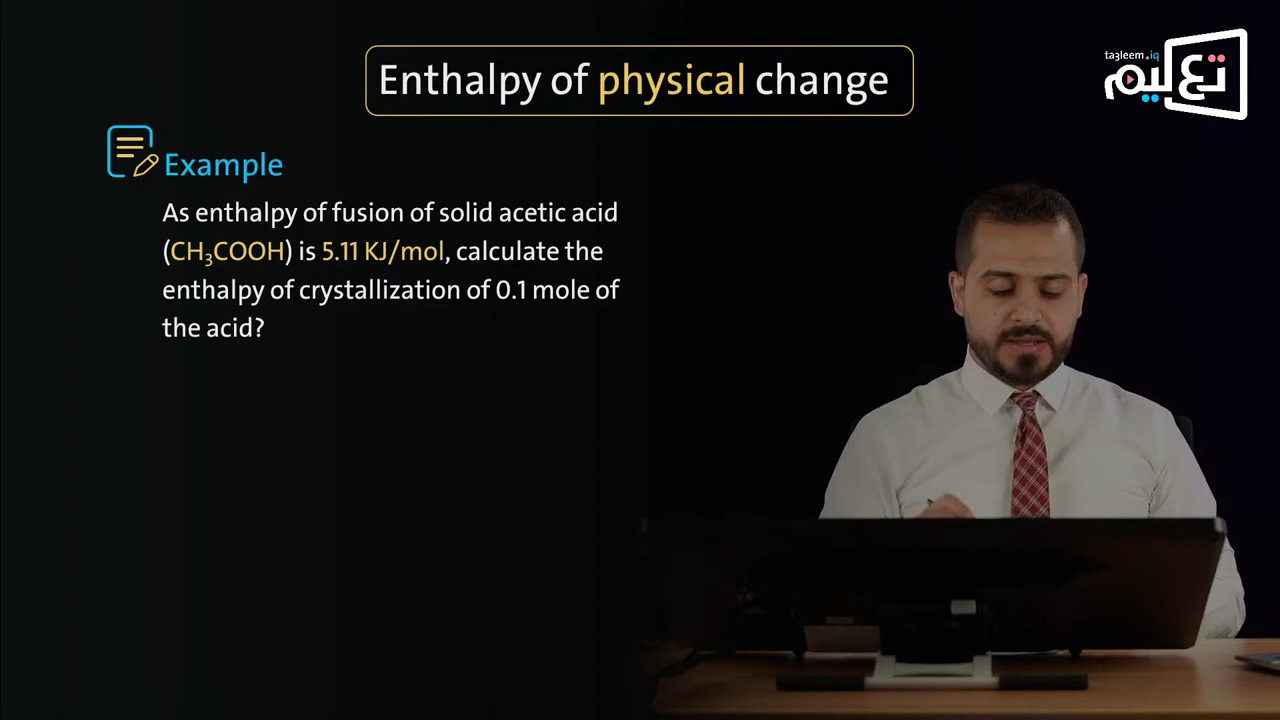 Enthalpy of physical change
ta3leem.iq
تعليم
Example
As enthalpy of fusion of solid acetic acid
(CH₃COOH) is 5.11 KJ/mol, calculate the
enthalpy of crystallization of 0.1 mole of
the acid?